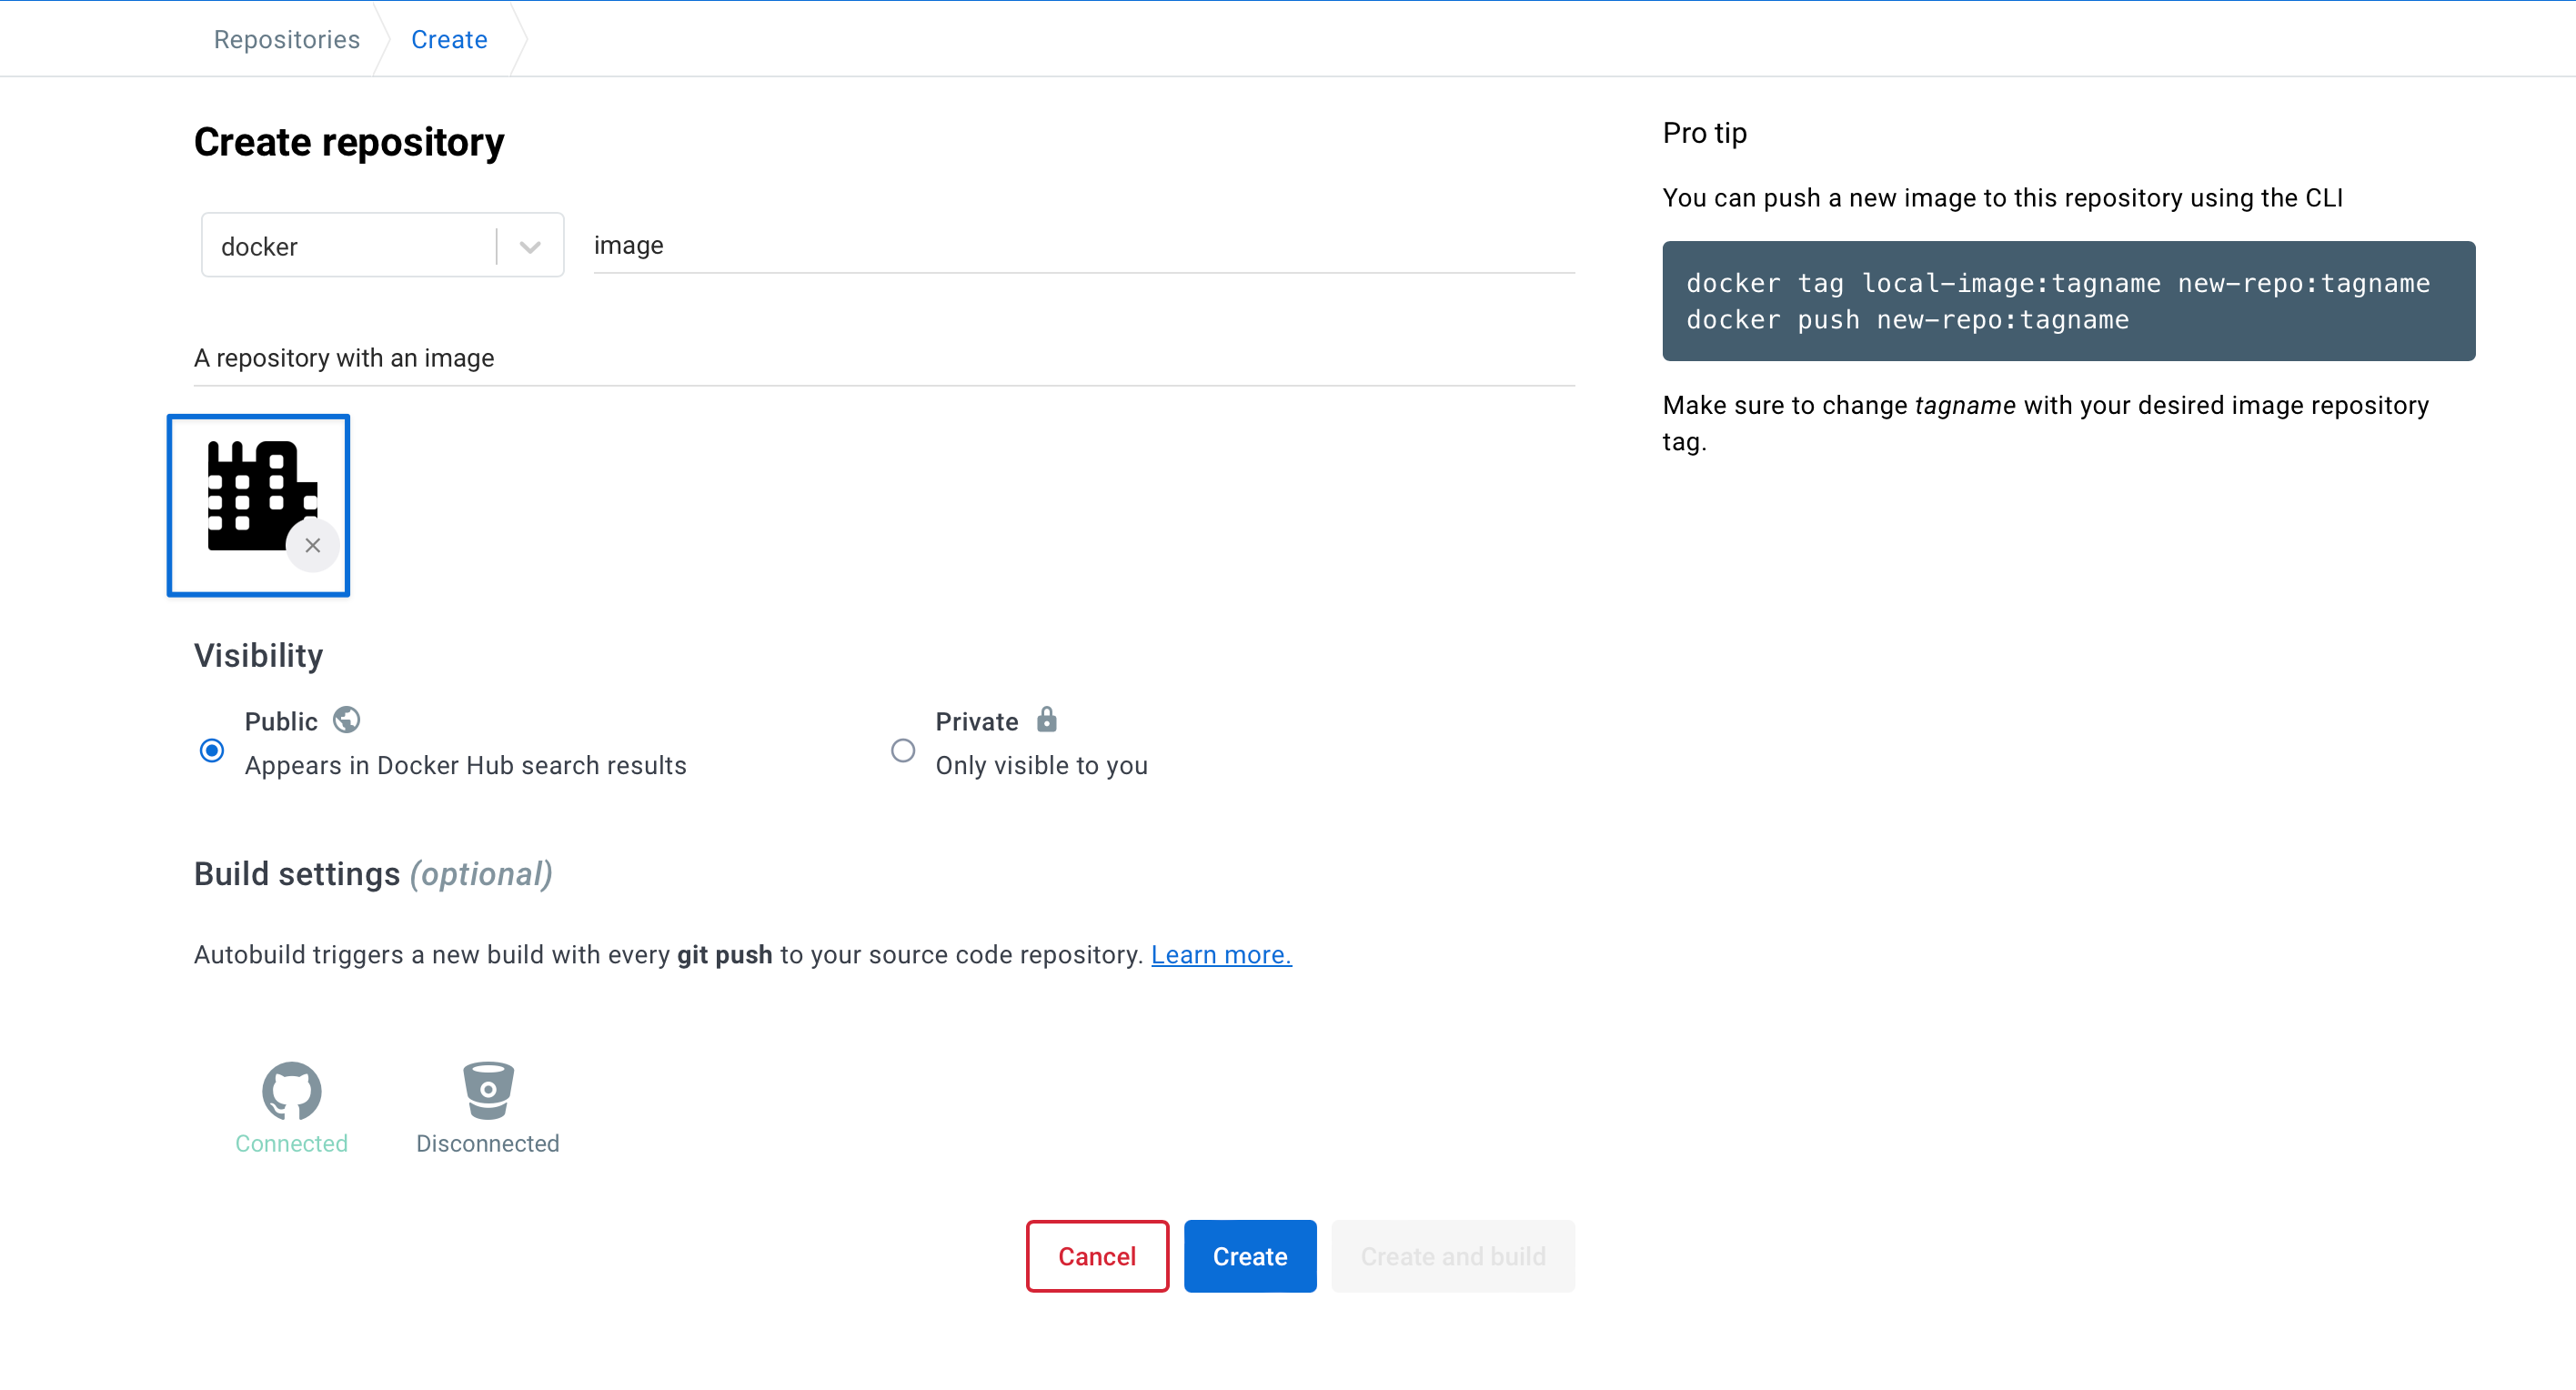 Repositories
Create
Create repository
docker
image
A repository with an image
Visibility
Public
Appears in Docker Hub search results
Private
Only visible to you
Build settings (optional)
Autobuild triggers a new build with every git push to your source code repository. Learn more.
Connected
Disconnected
Cancel
Create
Create and build
Pro tip
You can push a new image to this repository using the CLI
docker tag local-image:tagname new-repo:tagname
docker push new-repo:tagname
Make sure to change tagname with your desired image repository
tag.